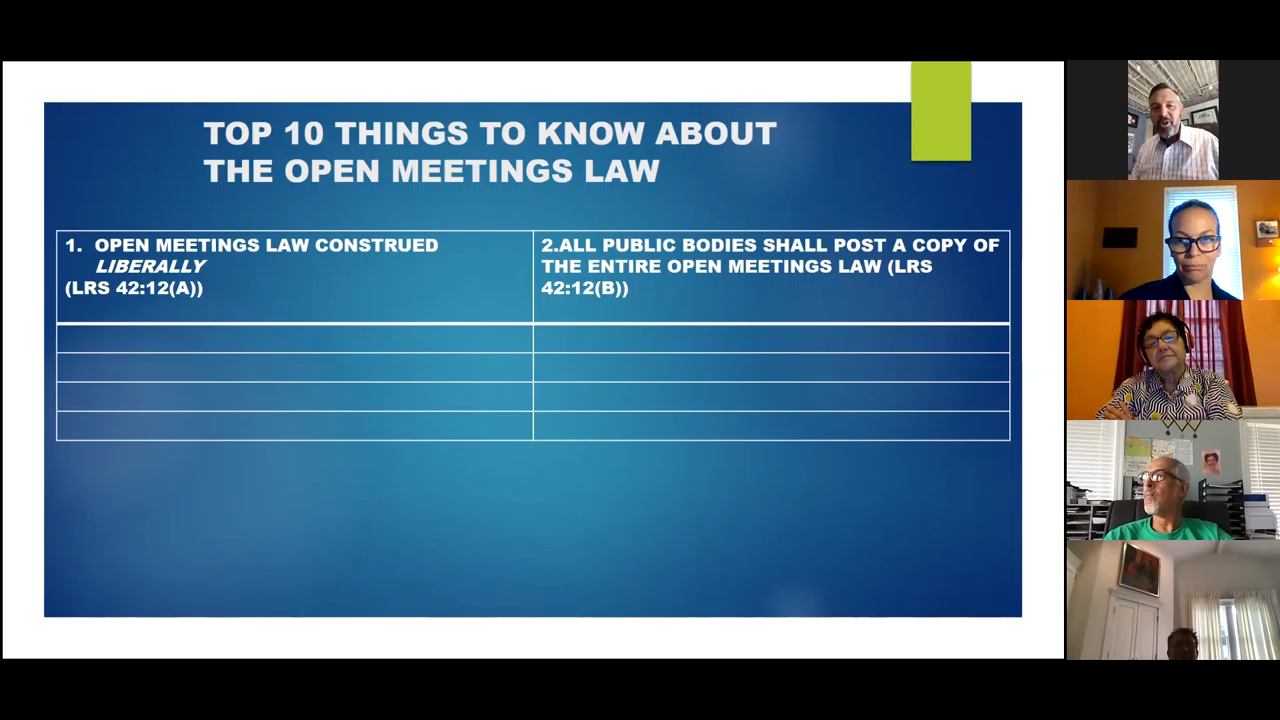 TOP 10 THINGS TO KNOW ABOUT
THE OPEN MEETINGS LAW
1. OPEN MEETINGS LAW CONSTRUED
LIBERALLY
(LRS 42:12(A))
2.ALL PUBLIC BODIES SHALL POST A COPY OF
THE ENTIRE OPEN MEETINGS LAW (LRS
42:12(B))